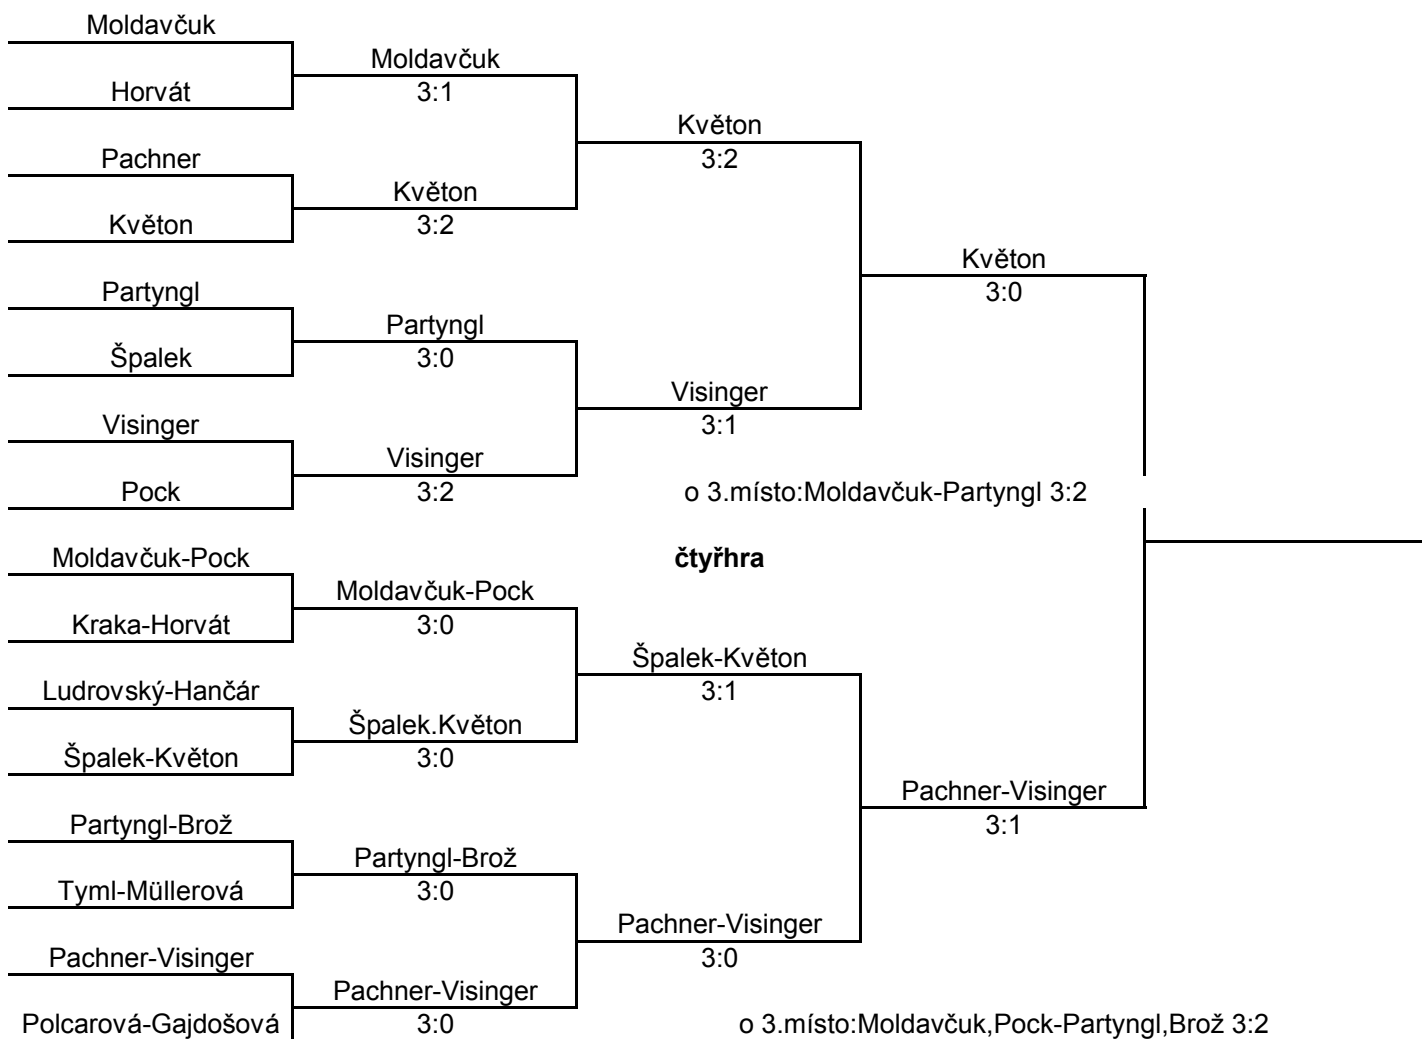 Moldavčuk
Moldavčuk
Horvát
3:1
Květon
Pachner
3:2
Květon
Květon
3:2
Květon
Partyngl
3:0
Partyngl
Špalek
3:0
Visinger
Visinger
3:1
Visinger
Pock
3:2
o 3.místo:Moldavčuk-Partyngl 3:2
Moldavčuk-Pock
čtyřhra
Moldavčuk-Pock
Kraka-Horvát
3:0
Špalek-Květon
Ludrovský-Hančár
3:1
Špalek.Květon
Špalek-Květon
3:0
Pachner-Visinger
Partyngl-Brož
3:1
Partyngl-Brož
Tyml-Müllerová
3:0
Pachner-Visinger
Pachner-Visinger
3:0
Pachner-Visinger
Polcarová-Gajdošová
3:0
o 3.místo:Moldavčuk,Pock-Partyngl,Brož 3:2